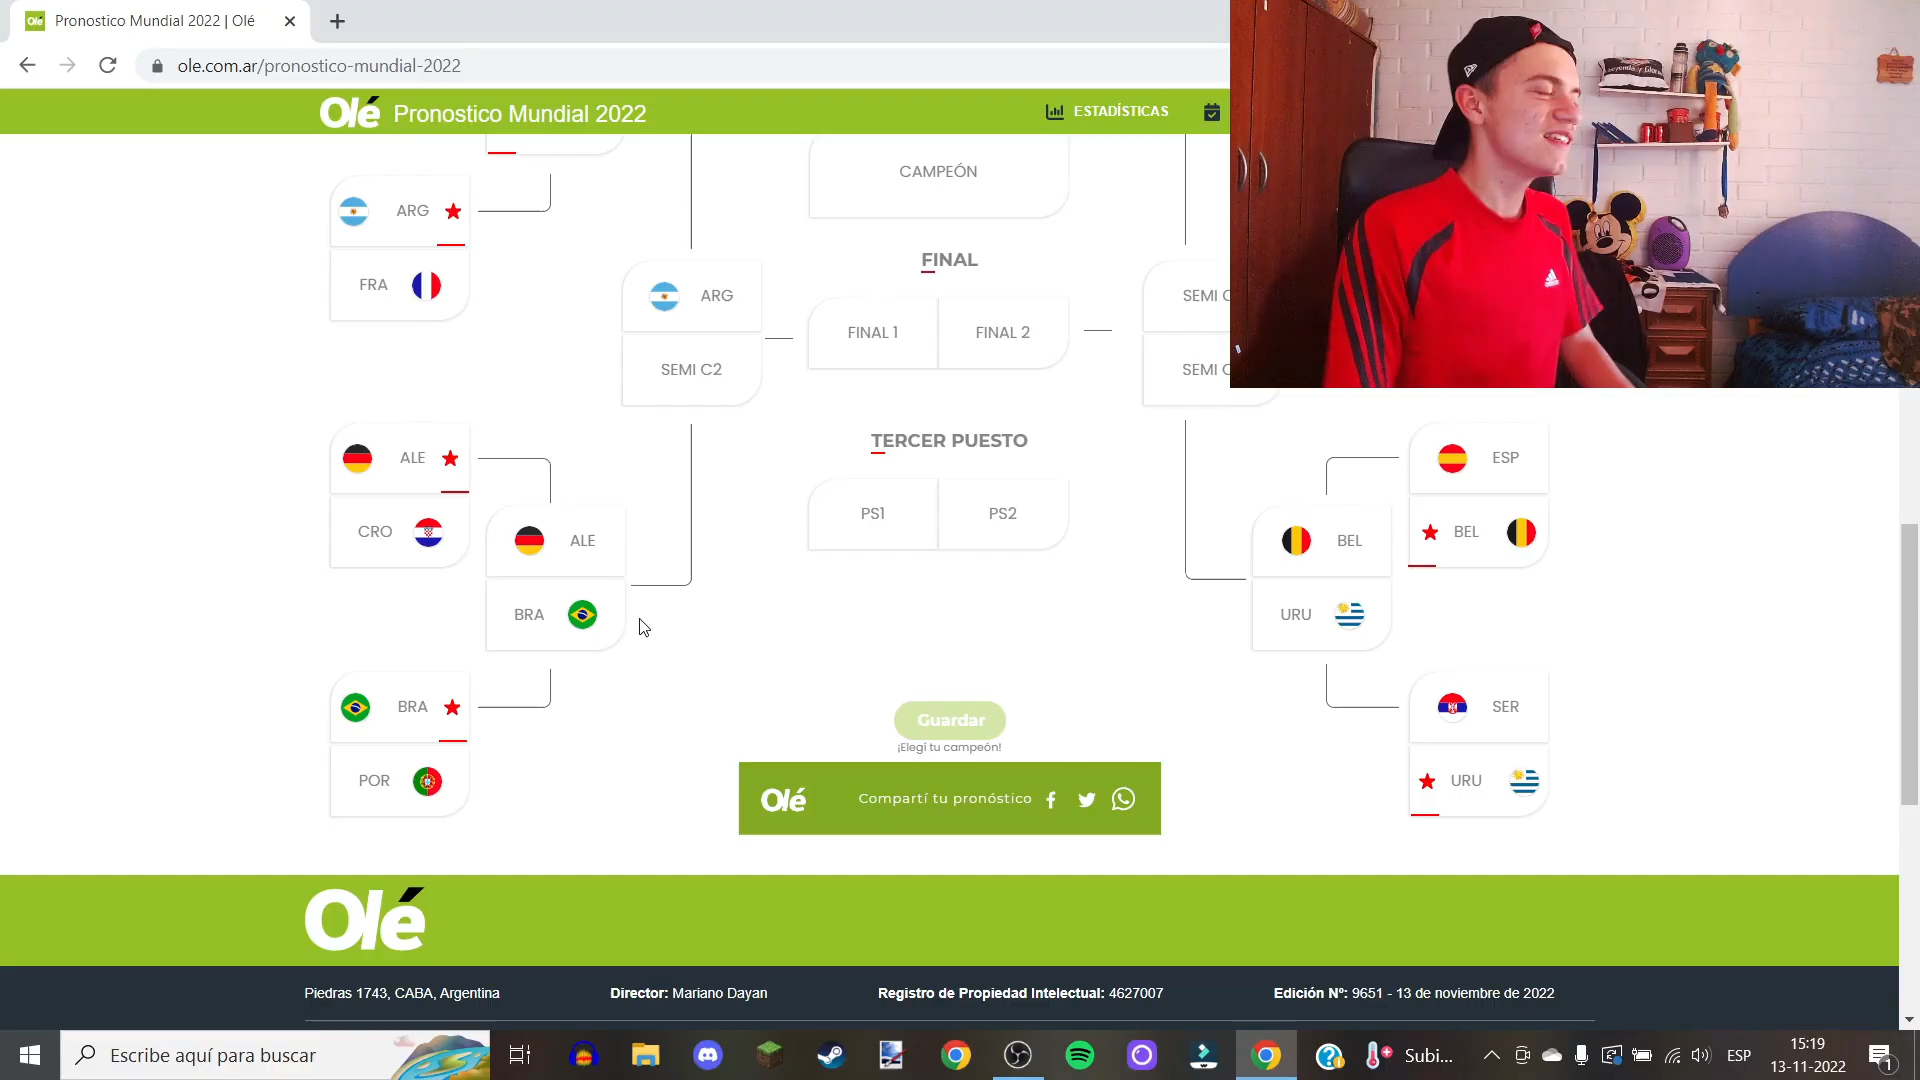 Olé Pronostico Mundial 2022 | Olé
ole.com.ar/pronostico-mundial-2022
Olé Pronostico Mundial 2022
ESTADÍSTICAS
CAMPEÓN
ARG
FRA
FINAL
ARG
SEMI C2
FINAL 1
FINAL 2
SEMI C
SEMI C
TERCER PUESTO
PS1
PS2
ALE
CRO
ALE
BRA
BRA
POR
ESP
BEL
BEL
URU
SER
URU
Guardar
¡Elegí tu campeón!
Olé Compartí tu pronóstico
Olé
Piedras 1743, CABA, Argentina
Director: Mariano Dayan
Registro de Propiedad Intelectual: 4627007
Edición Nº: 9651 - 13 de noviembre de 2022
Escribe aquí para buscar
Subi...
ESP
15:19
13-11-2022
1